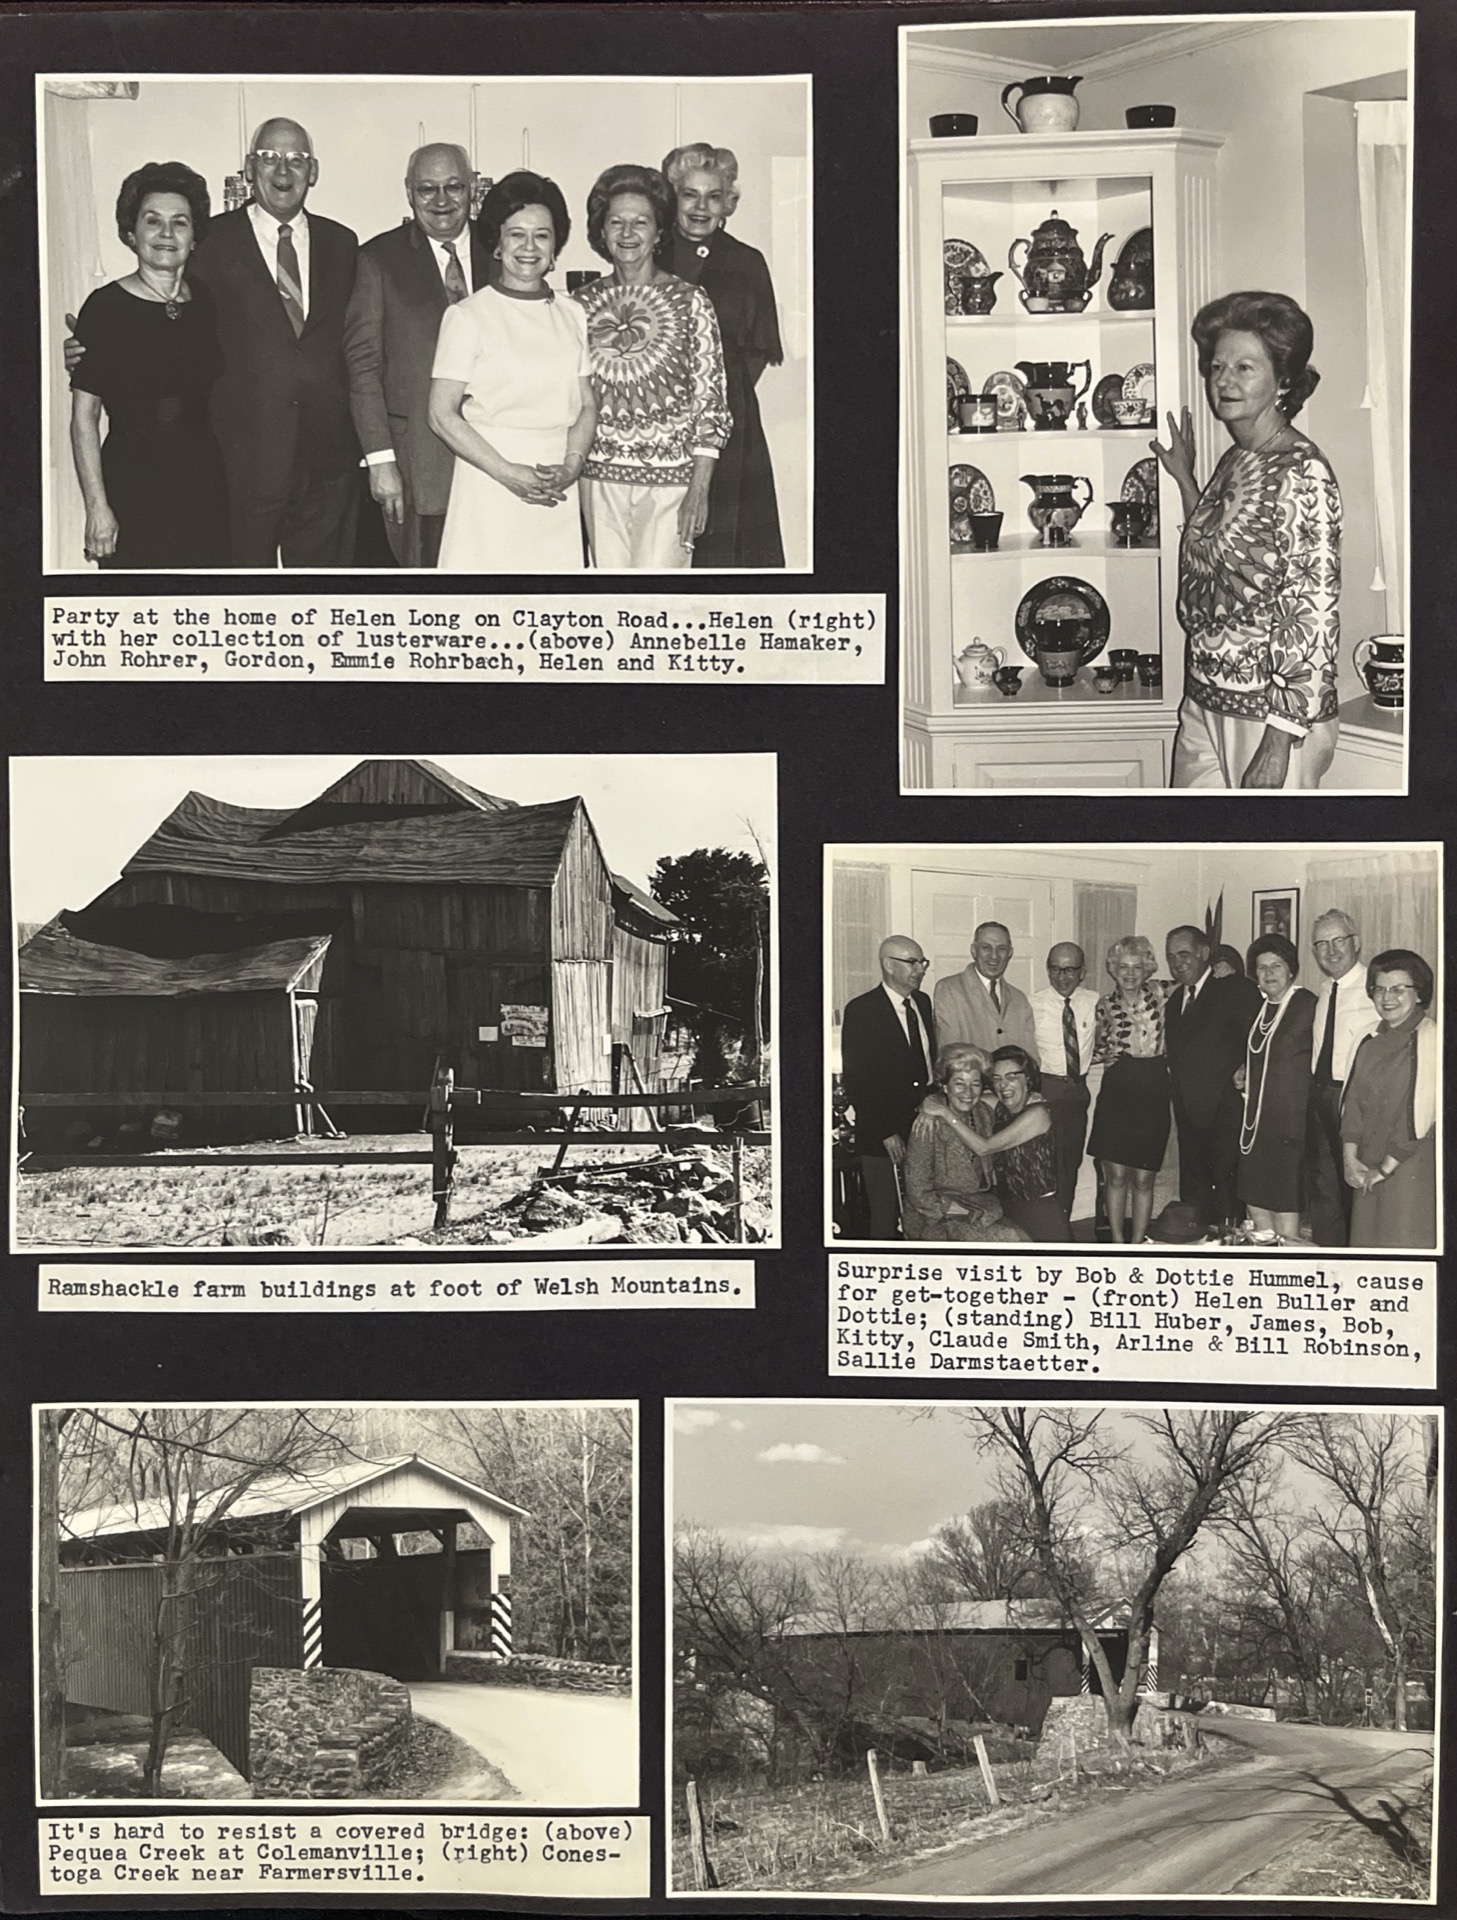 Party at the home of Helen Long on Clayton Road...Helen (right)
with her collection of lusterware...(above) Annebelle Hamaker,
John Rohrer, Gordon, Emmie Rohrbach, Helen and Kitty.
Ramshackle farm buildings at foot of Welsh Mountains.
Surprise visit by Bob & Dottie Hummel, cause
for get-together - (front) Helen Buller and
Dottie; (standing) Bill Huber, James, Bob,
Kitty, Claude Smith, Arline & Bill Robinson,
Sallie Darmstaetter.
It's hard to resist a covered bridge: (above)
Pequea Creek at Colemanville; (right) Cones-
toga Creek near Farmersville.